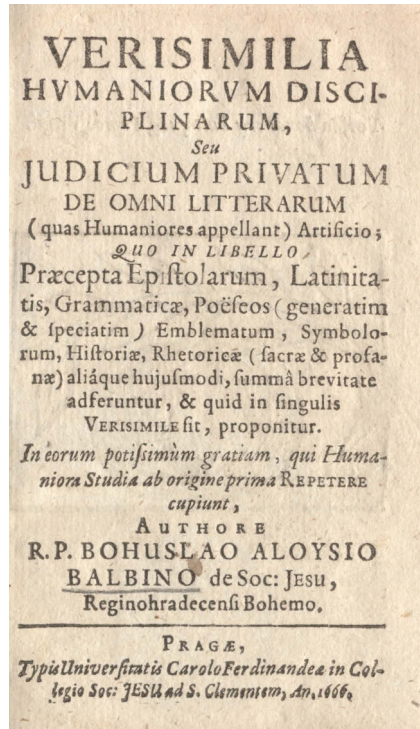 VERISIMILIA
HVMANIORVM DISCI-
PLINARUM,
Seu
JUDICIUM PRIVATUM
DE OMNI LITTERARUM
(quas Humaniores appellant) Artificio;
QUO IN LIBELLO,
Præcepta Epistolarum, Latinita-
tis, Grammaticæ, Poëseos (generatim
& speciatim) Emblematum, Symbolo-
rum, Historiæ, Rhetoricæ (sacræ & profa-
næ) aliáque hujusmodi, summâ brevitate
adferuntur, & quid in singulis
VERISIMILE sit, proponitur.
In eorum potissimùm gratiam, qui Huma-
niora Studia ab origine prima REPETERE
cupiunt,
AUTHORE
R.P. BOHUSLAO ALOYSIO
BALBINO de Soc: JESU,
Reginohradecensi Bohemo.
PRAGÆ,
Typis Universitatis Carolo Ferdinandeæ in Col-
legio Soc: JESU ad S. Clementem, An, 1666,